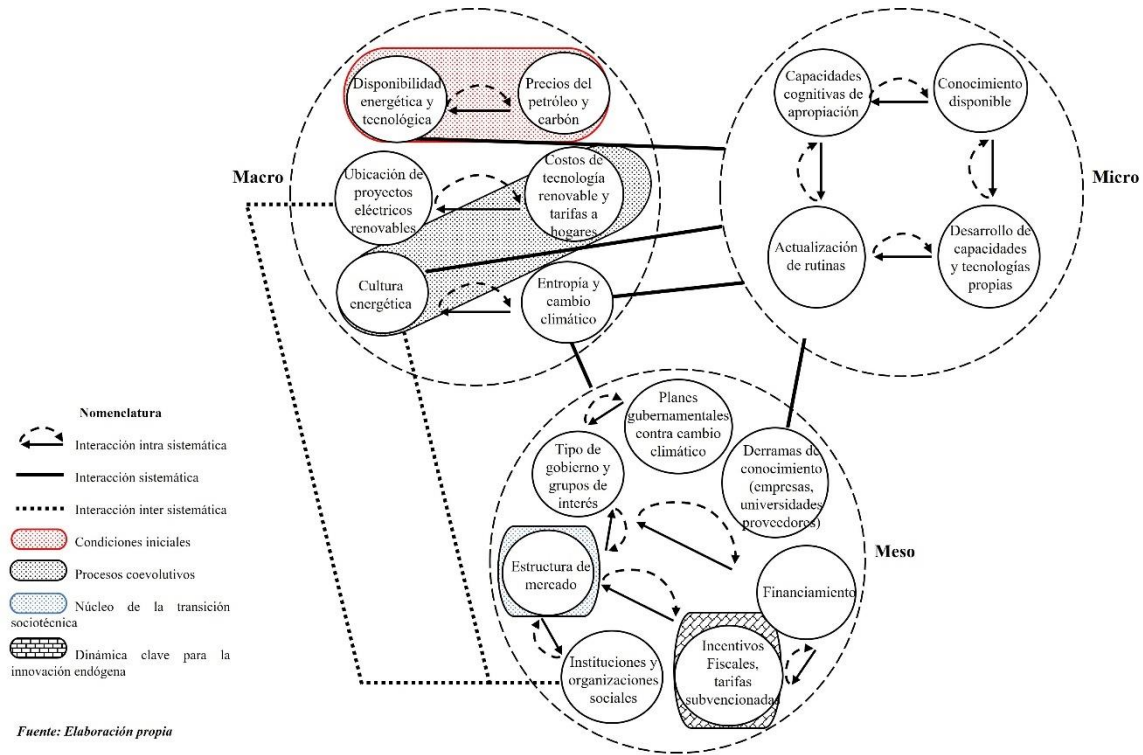 Macro
Disponibilidad
energética y
tecnológica
Precios del
petróleo y
carbón
Ubicación de
proyectos
eléctricos
renovables
Costos de
tecnología
renovable y
tarifas a
hogares
Cultura
energética
Entropía y
cambio
climático
Micro
Capacidades
cognitivas de
apropiación
Conocimiento
disponible
Actualización
de rutinas
Desarrollo de
capacidades
y tecnologías
propias
Meso
Planes
gubernamentales
contra cambio
climático
Tipo de
gobierno y
grupos de
interés
Derramas de
conocimiento
(empresas,
universidades
proveedores)
Estructura de
mercado
Financiamiento
Instituciones y
organizaciones
sociales
Incentivos
Fiscales,
tarifas
subvencionadas
Nomenclatura
Interacción intra sistemática
Interacción sistemática
Interacción inter sistemática
Condiciones iniciales
Procesos coevolutivos
Núcleo de la transición
sociotécnica
Dinámica clave para la
innovación endógena
Fuente: Elaboración propia